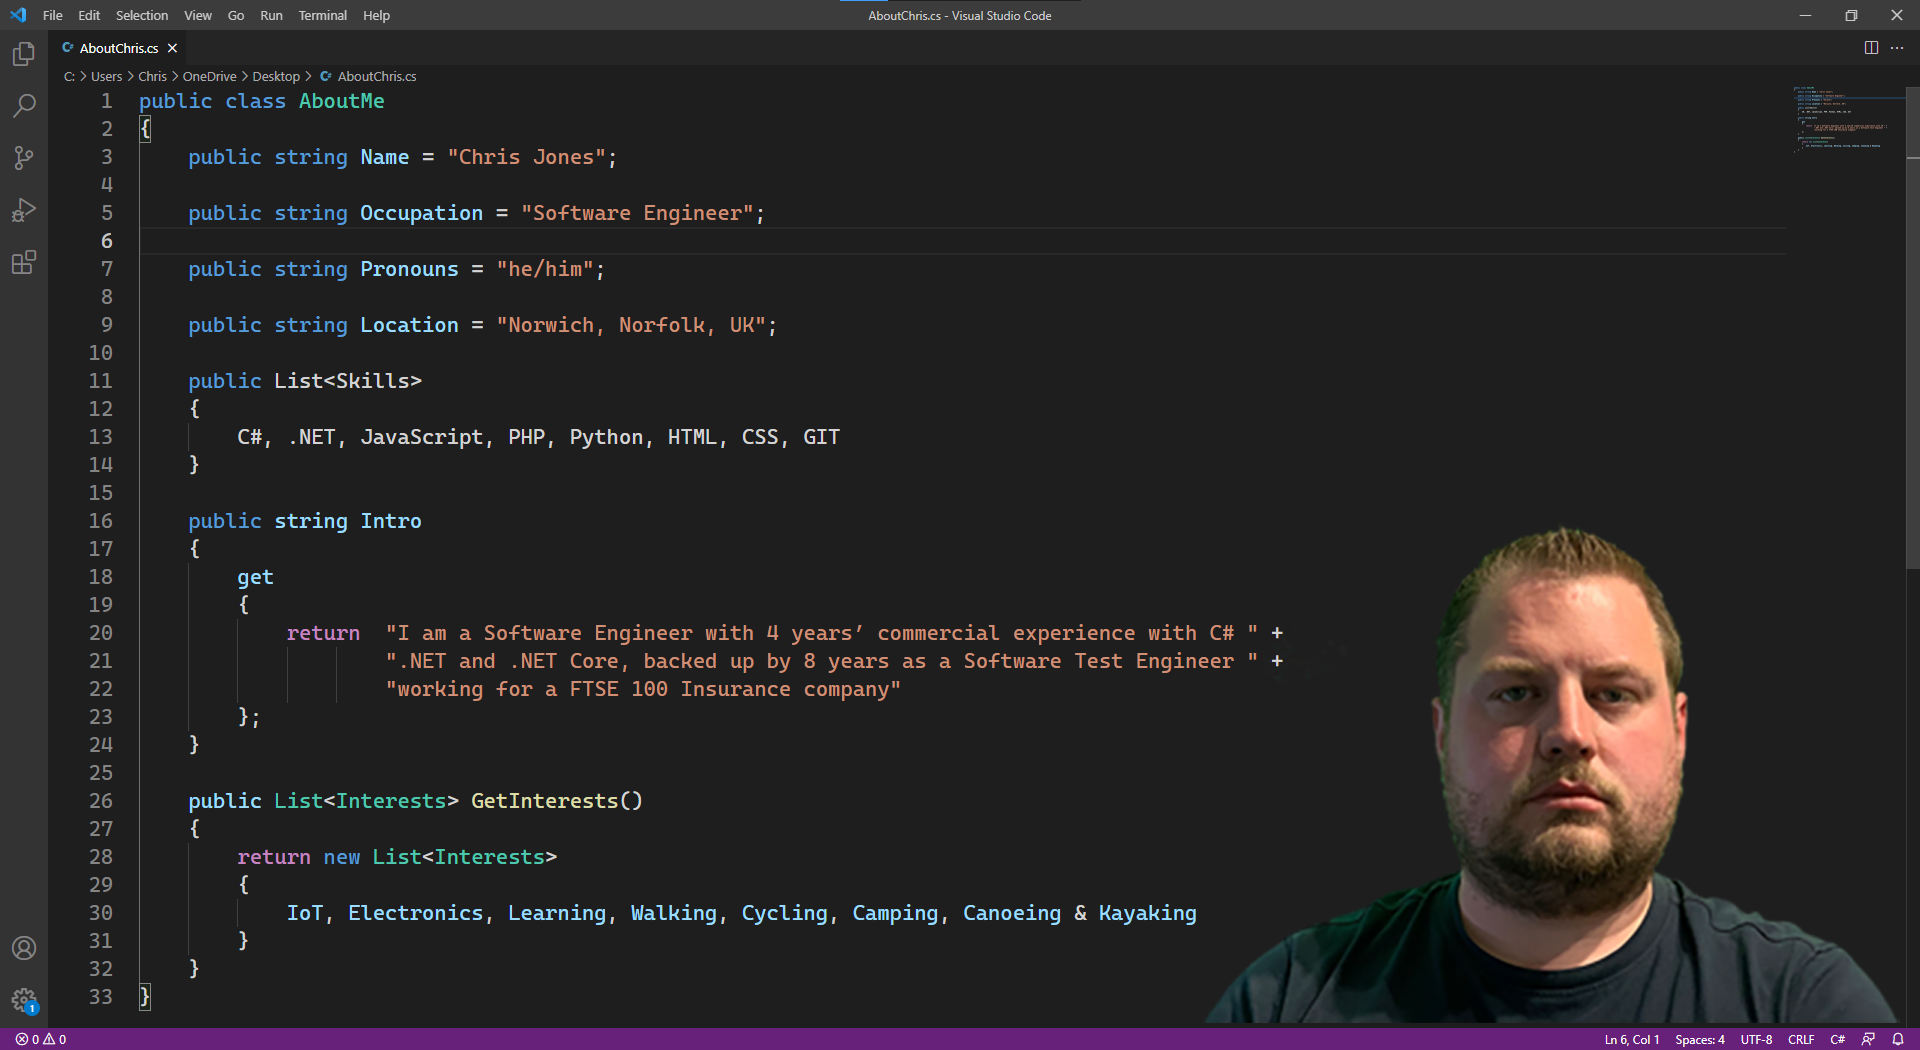 File Edit Selection View Go Run Terminal Help AboutChris.cs - Visual Studio Code
AboutChris.cs
C: > Users > Chris > OneDrive > Desktop > AboutChris.cs
1 public class AboutMe
2 {
3 public string Name = "Chris Jones";
4
5 public string Occupation = "Software Engineer";
6
7 public string Pronouns = "he/him";
8
9 public string Location = "Norwich, Norfolk, UK";
10
11 public List<Skills>
12 {
13 C#, .NET, JavaScript, PHP, Python, HTML, CSS, GIT
14 }
15
16 public string Intro
17 {
18 get
19 {
20 return "I am a Software Engineer with 4 years’ commercial experience with C# " +
21 ".NET and .NET Core, backed up by 8 years as a Software Test Engineer " +
22 "working for a FTSE 100 Insurance company"
23 };
24 }
25
26 public List<Interests> GetInterests()
27 {
28 return new List<Interests>
29 {
30 IoT, Electronics, Learning, Walking, Cycling, Camping, Canoeing & Kayaking
31 }
32 }
33 }
1
0 0 Ln 6, Col 1 Spaces: 4 UTF-8 CRLF C#